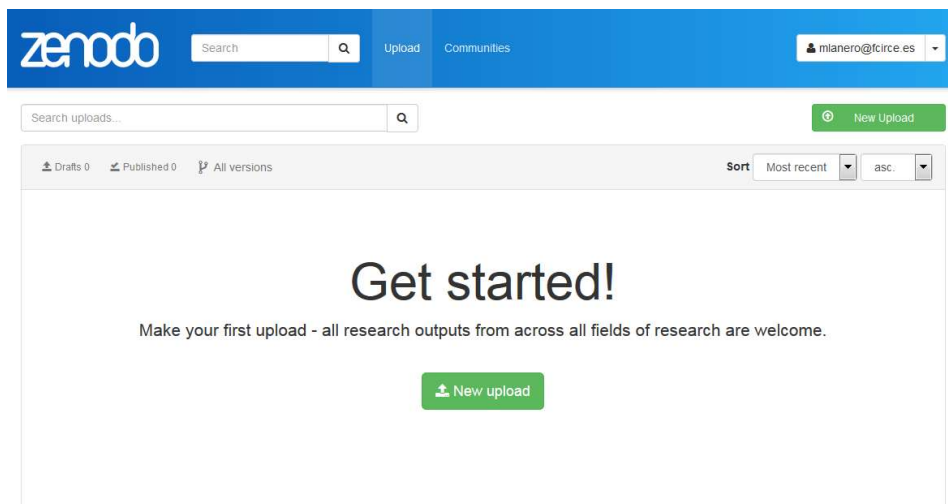 zenodo Search Upload Communities mlanero@fcirce.es
Search uploads... New Upload
Drafts 0 Published 0 All versions Sort Most recent asc.
Get started!
Make your first upload - all research outputs from across all fields of research are welcome.
New upload